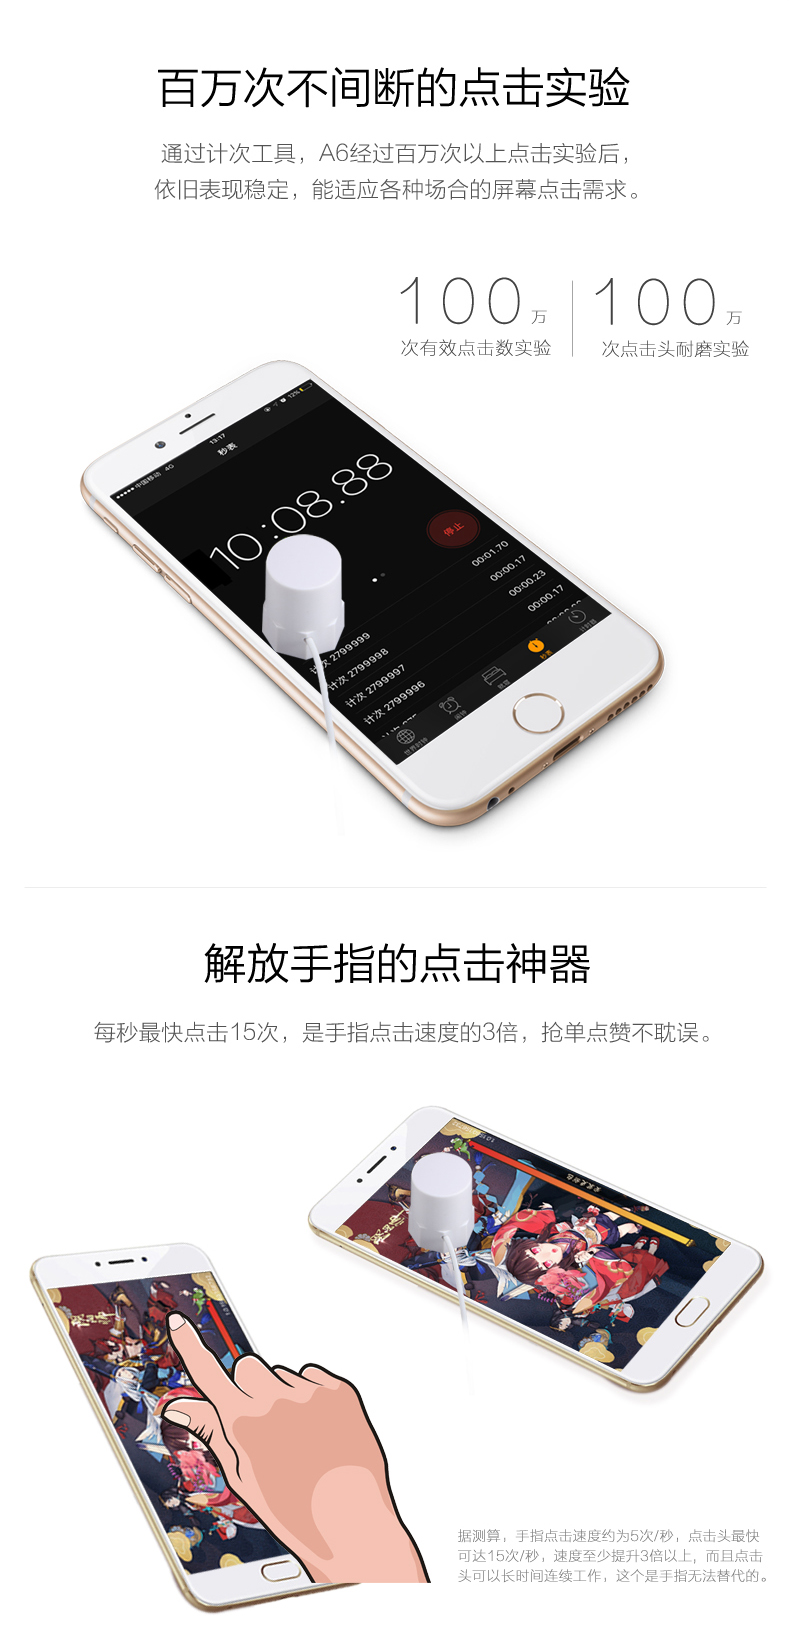 百万次不间断的点击实验
通过计次工具，A6经过百万次以上点击实验后，
依旧表现稳定，能适应各种场合的屏幕点击需求。
100万
次有效点击数实验
100万
次点击头耐磨实验
中国移动 4G
13:17
12%
秒表
10:08.88
停止
计次 2799999
00:01.70
计次 2799998
00:00.17
计次 2799997
00:00.23
计次 2799996
00:00.17
世界时钟
闹钟
秒表
计时器
解放手指的点击神器
每秒最快点击15次，是手指点击速度的3倍，抢单点赞不耽误。
据测算，手指点击速度约为5次/秒，点击头最快
可达15次/秒，速度至少提升3倍以上，而且点击
头可以长时间连续工作，这个是手指无法替代的。